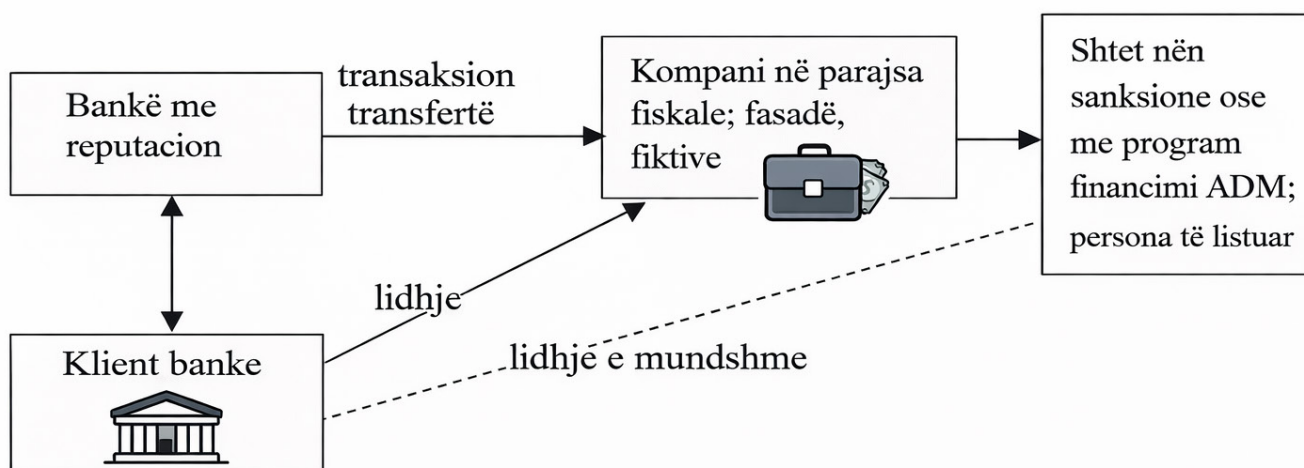 Bankë me
reputacion
transaksion
transfertë
Kompani në parajsa
fiskale; fasadë,
fiktive
Shtet nën
sanksione ose
me program
financimi ADM;
persona të listuar
lidhje
Klient banke
lidhje e mundshme